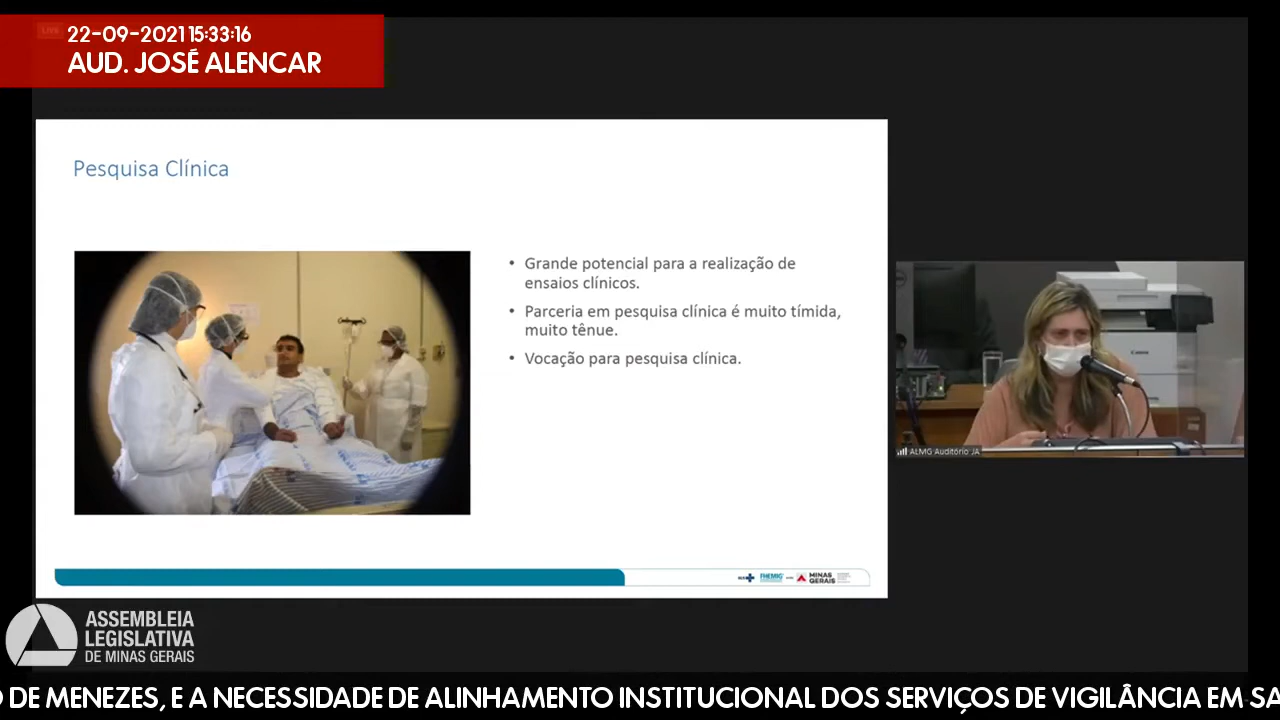 22-09-2021 15:33:16
AUD. JOSÉ ALENCAR
Pesquisa Clínica
• Grande potencial para a realização de
ensaios clínicos.
• Parceria em pesquisa clínica é muito tímida,
muito tênue.
• Vocação para pesquisa clínica.
Canon
ALMG Auditório JA
SUS
FHEMIG
MINAS
GERAIS
ASSEMBLEIA
LEGISLATIVA
DE MINAS GERAIS
O DE MENEZES, E A NECESSIDADE DE ALINHAMENTO INSTITUCIONAL DOS SERVIÇOS DE VIGILÂNCIA EM SA